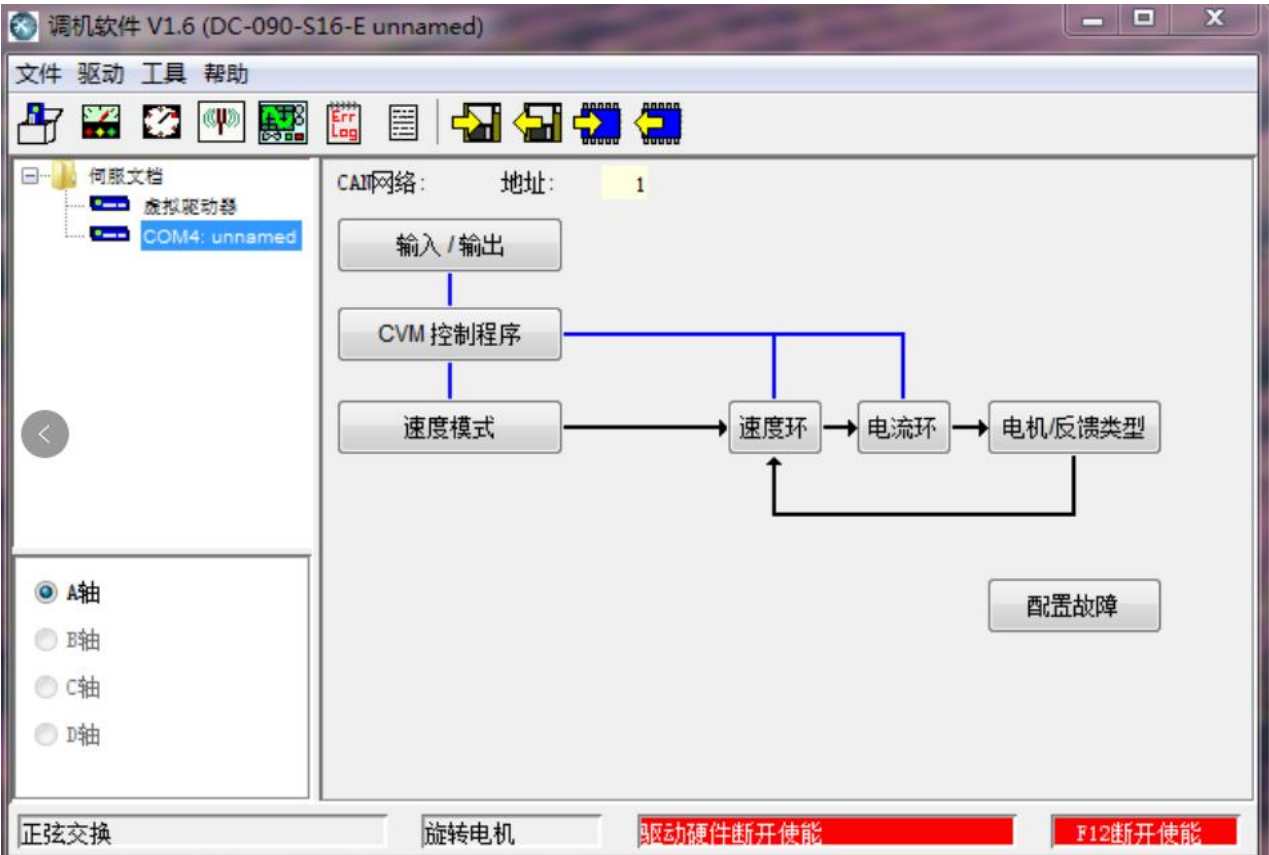 调机软件 V1.6 (DC-090-S16-E unnamed)
文件 驱动 工具 帮助
Err Log
伺服文档
虚拟驱动器
COM4: unnamed
CAN网络: 地址: 1
输入 / 输出
CVM 控制程序
速度模式
速度环
电流环
电机/反馈类型
配置故障
A轴
B轴
C轴
D轴
正弦交换
旋转电机
驱动硬件断开使能
F12断开使能